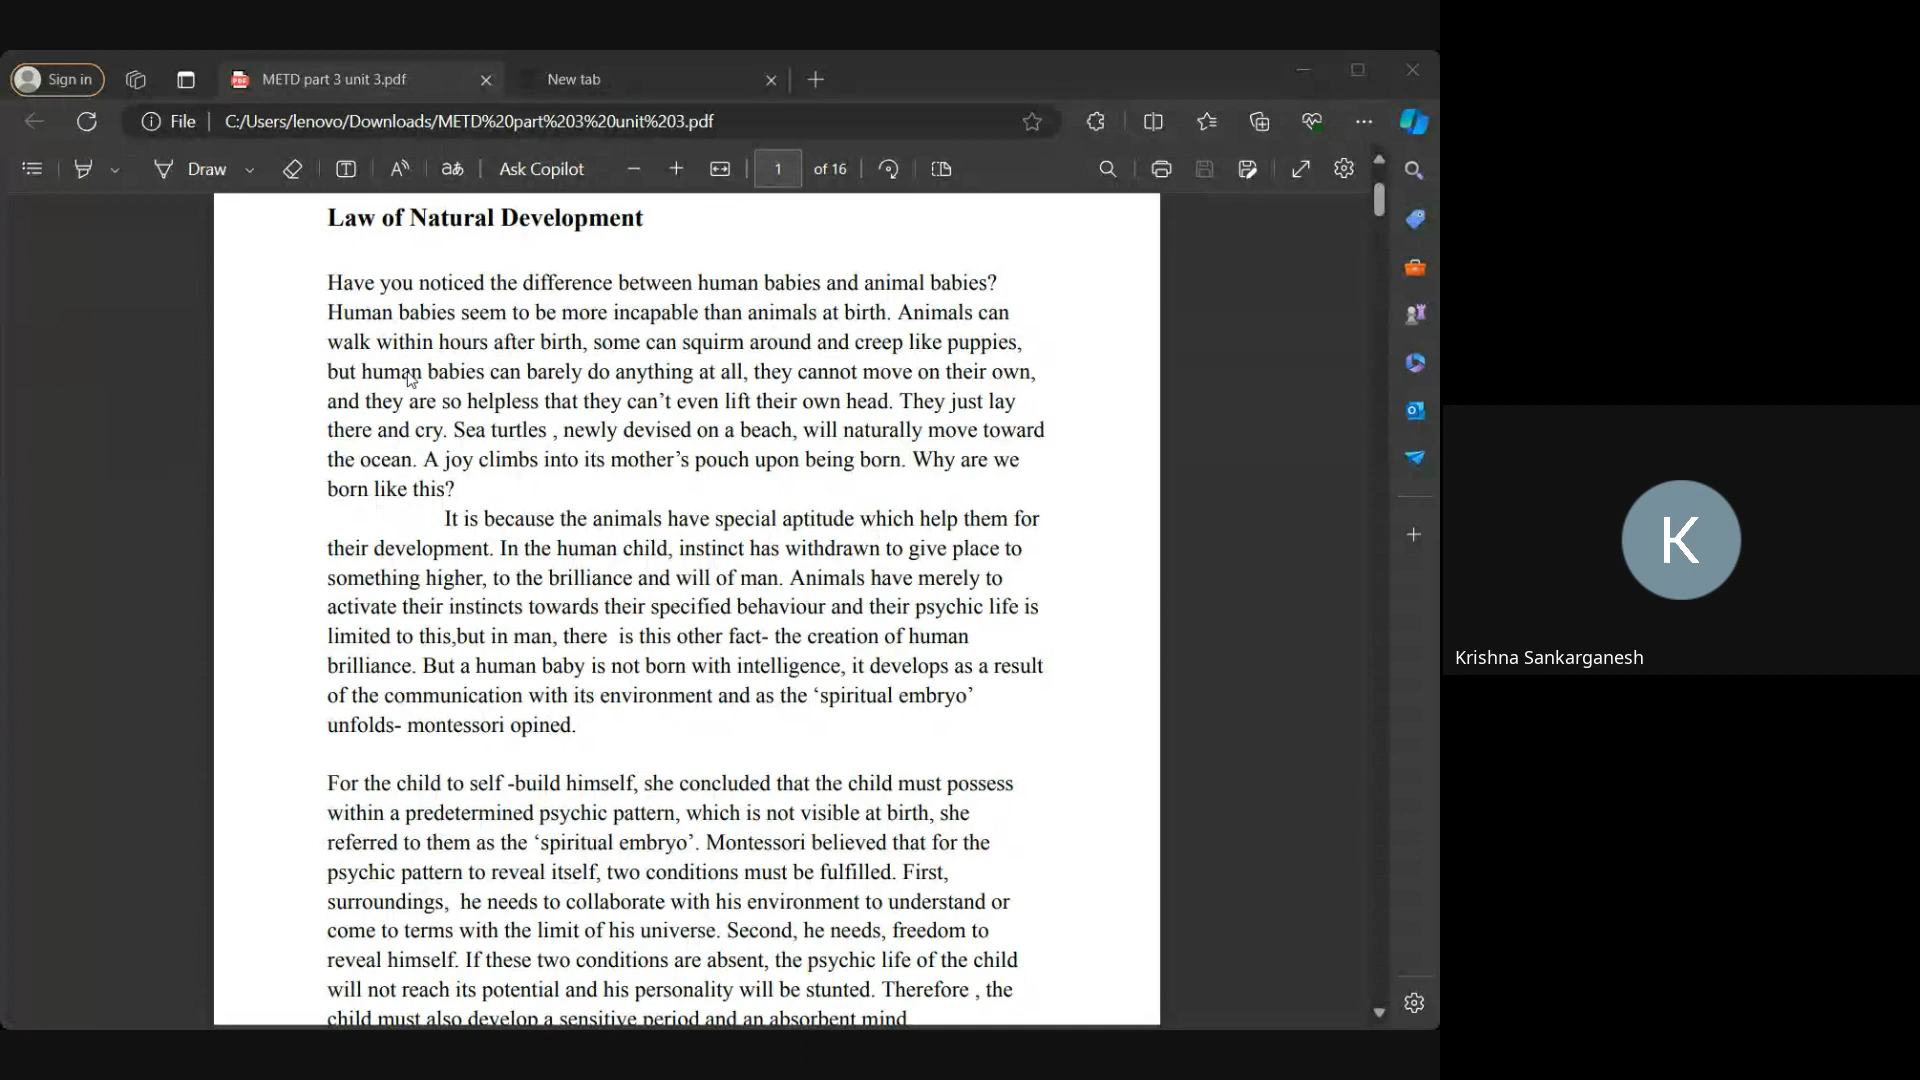 Sign in
METD part 3 unit 3.pdf
New tab
File
C:/Users/lenovo/Downloads/METD%20part%203%20unit%203.pdf
Draw
Ask Copilot
1 of 16
Law of Natural Development
Have you noticed the difference between human babies and animal babies?
Human babies seem to be more incapable than animals at birth. Animals can
walk within hours after birth, some can squirm around and creep like puppies,
but human babies can barely do anything at all, they cannot move on their own,
and they are so helpless that they can’t even lift their own head. They just lay
there and cry. Sea turtles , newly devised on a beach, will naturally move toward
the ocean. A joy climbs into its mother’s pouch upon being born. Why are we
born like this?
It is because the animals have special aptitude which help them for
their development. In the human child, instinct has withdrawn to give place to
something higher, to the brilliance and will of man. Animals have merely to
activate their instincts towards their specified behaviour and their psychic life is
limited to this,but in man, there  is this other fact- the creation of human
brilliance. But a human baby is not born with intelligence, it develops as a result
of the communication with its environment and as the ‘spiritual embryo’
unfolds- montessori opined.
For the child to self -build himself, she concluded that the child must possess
within a predetermined psychic pattern, which is not visible at birth, she
referred to them as the ‘spiritual embryo’. Montessori believed that for the
psychic pattern to reveal itself, two conditions must be fulfilled. First,
surroundings,  he needs to collaborate with his environment to understand or
come to terms with the limit of his universe. Second, he needs, freedom to
reveal himself. If these two conditions are absent, the psychic life of the child
will not reach its potential and his personality will be stunted. Therefore , the
child must also develop a sensitive period and an absorbent mind
K
Krishna Sankarganesh